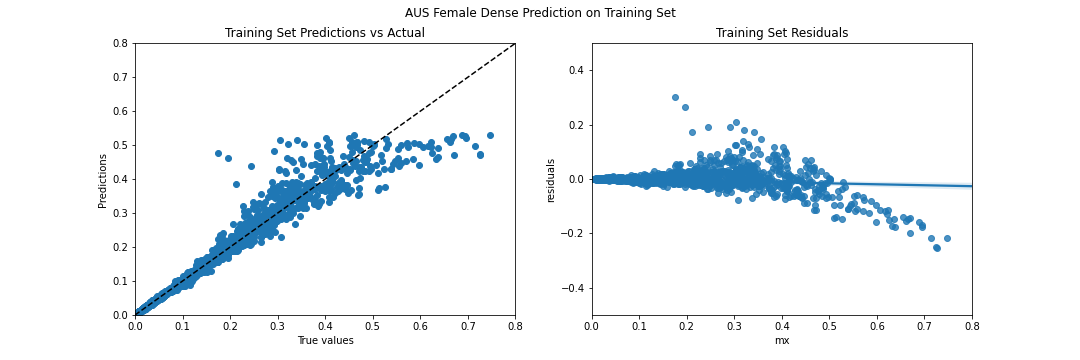 AUS Female Dense Prediction on Training Set
Training Set Predictions vs Actual
0.8
0.7
0.6
0.5
0.4
0.3
0.2
0.1
0.0
Predictions
0.0 0.1 0.2 0.3 0.4 0.5 0.6 0.7 0.8
True values
Training Set Residuals
0.4
0.2
0.0
−0.2
−0.4
residuals
0.0 0.1 0.2 0.3 0.4 0.5 0.6 0.7 0.8
mx